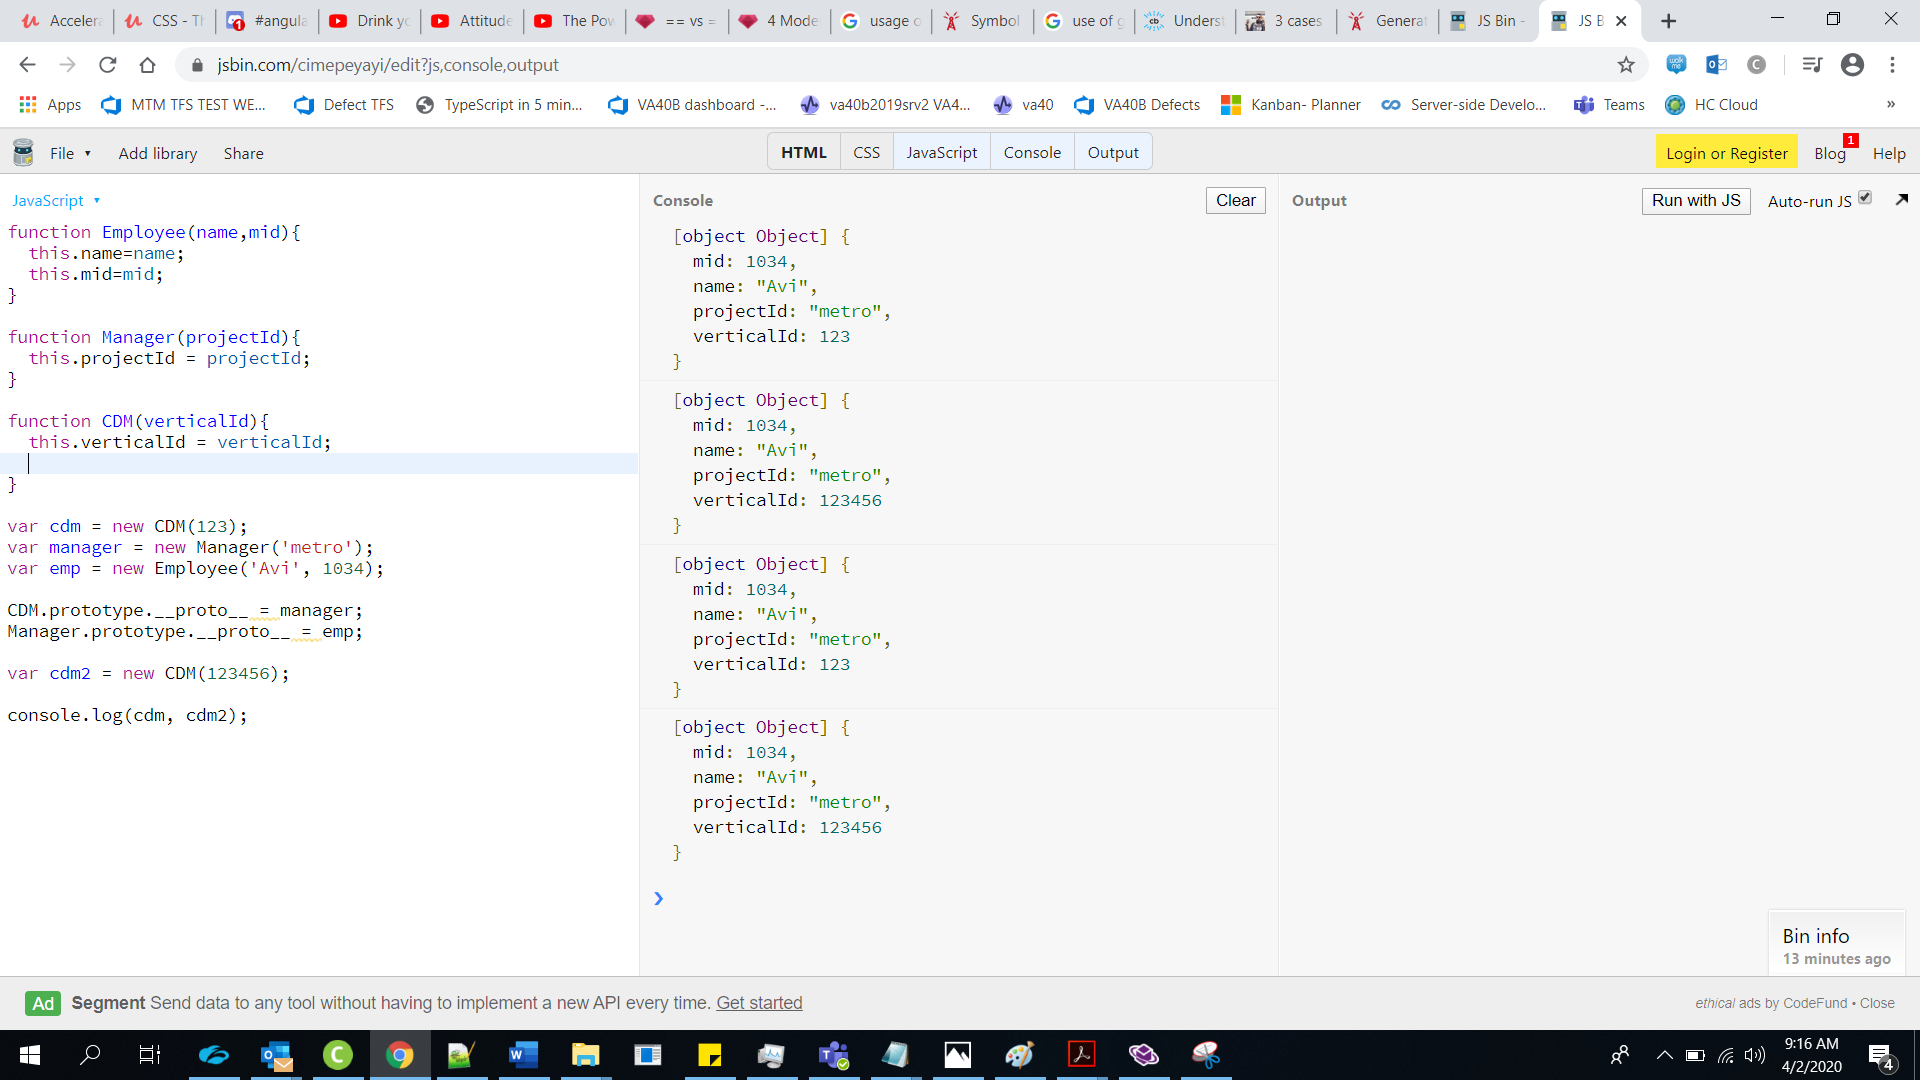 Accelera
CSS - Th
#angula
Drink yo
Attitude
The Pow
== vs =
4 Mode
usage o
Symbol
use of g
Underst
3 cases
Generat
JS Bin -
JS B
jsbin.com/cimepeyayi/edit?js,console,output
Apps
MTM TFS TEST WE...
Defect TFS
TypeScript in 5 min...
VA40B dashboard -...
va40b2019srv2 VA4...
va40
VA40B Defects
Kanban- Planner
Server-side Develo...
Teams
HC Cloud
»
File
Add library
Share
HTML
CSS
JavaScript
Console
Output
Login or Register
Blog
1
Help
JavaScript
function Employee(name,mid){
this.name=name;
this.mid=mid;
}
function Manager(projectId){
this.projectId = projectId;
}
function CDM(verticalId){
this.verticalId = verticalId;
}
var cdm = new CDM(123);
var manager = new Manager('metro');
var emp = new Employee('Avi', 1034);
CDM.prototype.__proto__ = manager;
Manager.prototype.__proto__ = emp;
var cdm2 = new CDM(123456);
console.log(cdm, cdm2);
Console
Clear
[object Object] {
mid: 1034,
name: "Avi",
projectId: "metro",
verticalId: 123
}
[object Object] {
mid: 1034,
name: "Avi",
projectId: "metro",
verticalId: 123456
}
[object Object] {
mid: 1034,
name: "Avi",
projectId: "metro",
verticalId: 123
}
[object Object] {
mid: 1034,
name: "Avi",
projectId: "metro",
verticalId: 123456
}
Output
Run with JS
Auto-run JS
Bin info
13 minutes ago
Ad
Segment Send data to any tool without having to implement a new API every time. Get started
ethical ads by CodeFund • Close
9:16 AM
4/2/2020
4